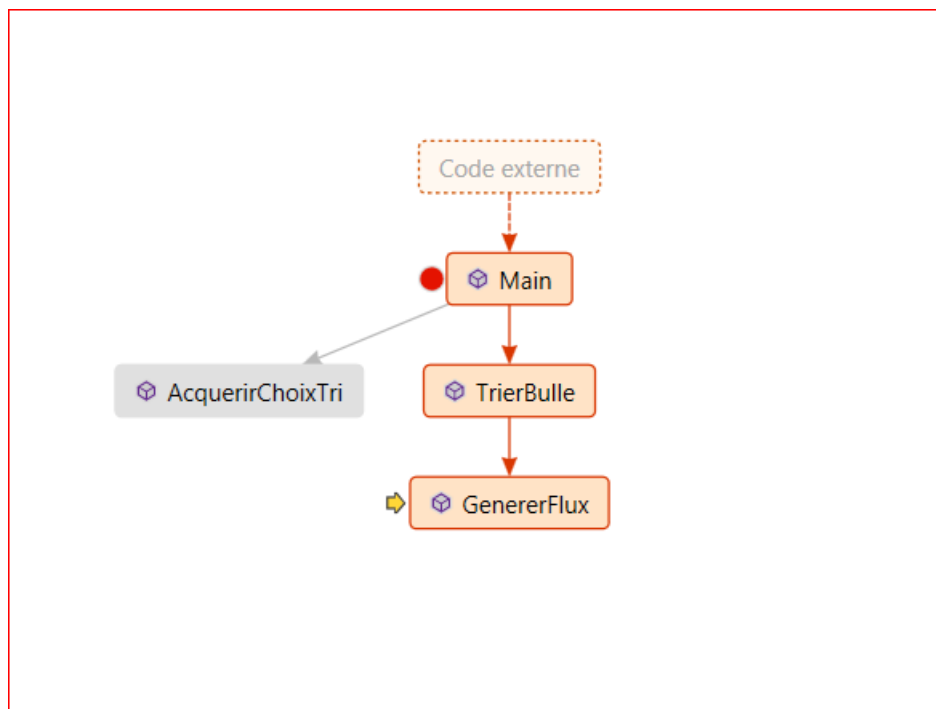 Code externe
Main
AcquerirChoixTri
TrierBulle
GenererFlux